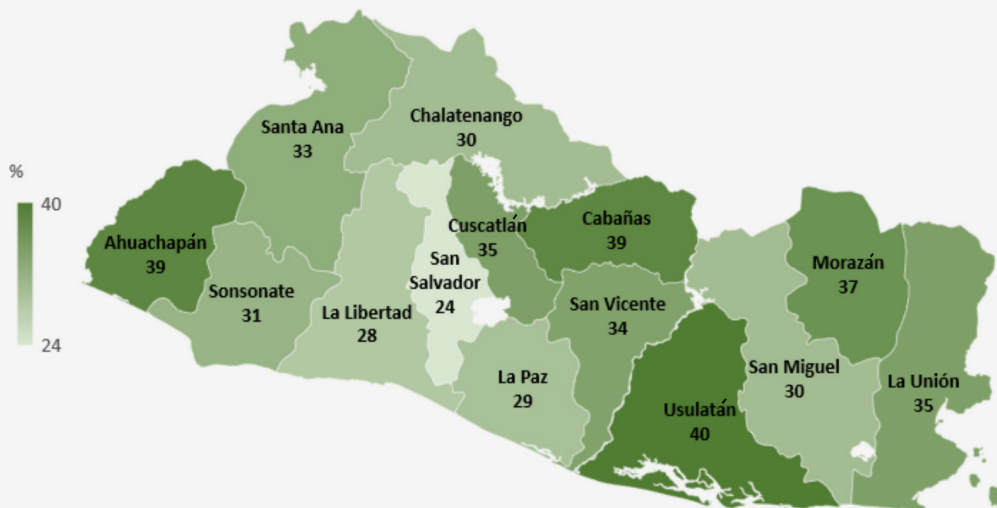 Chalatenango
30
Santa Ana
33
%
40
24
Ahuachapán
39
Sonsonate
31
La Libertad
28
San
Salvador
24
Cuscatlán
35
Cabañas
39
San Vicente
34
La Paz
29
Usulatán
40
San Miguel
30
Morazán
37
La Unión
35